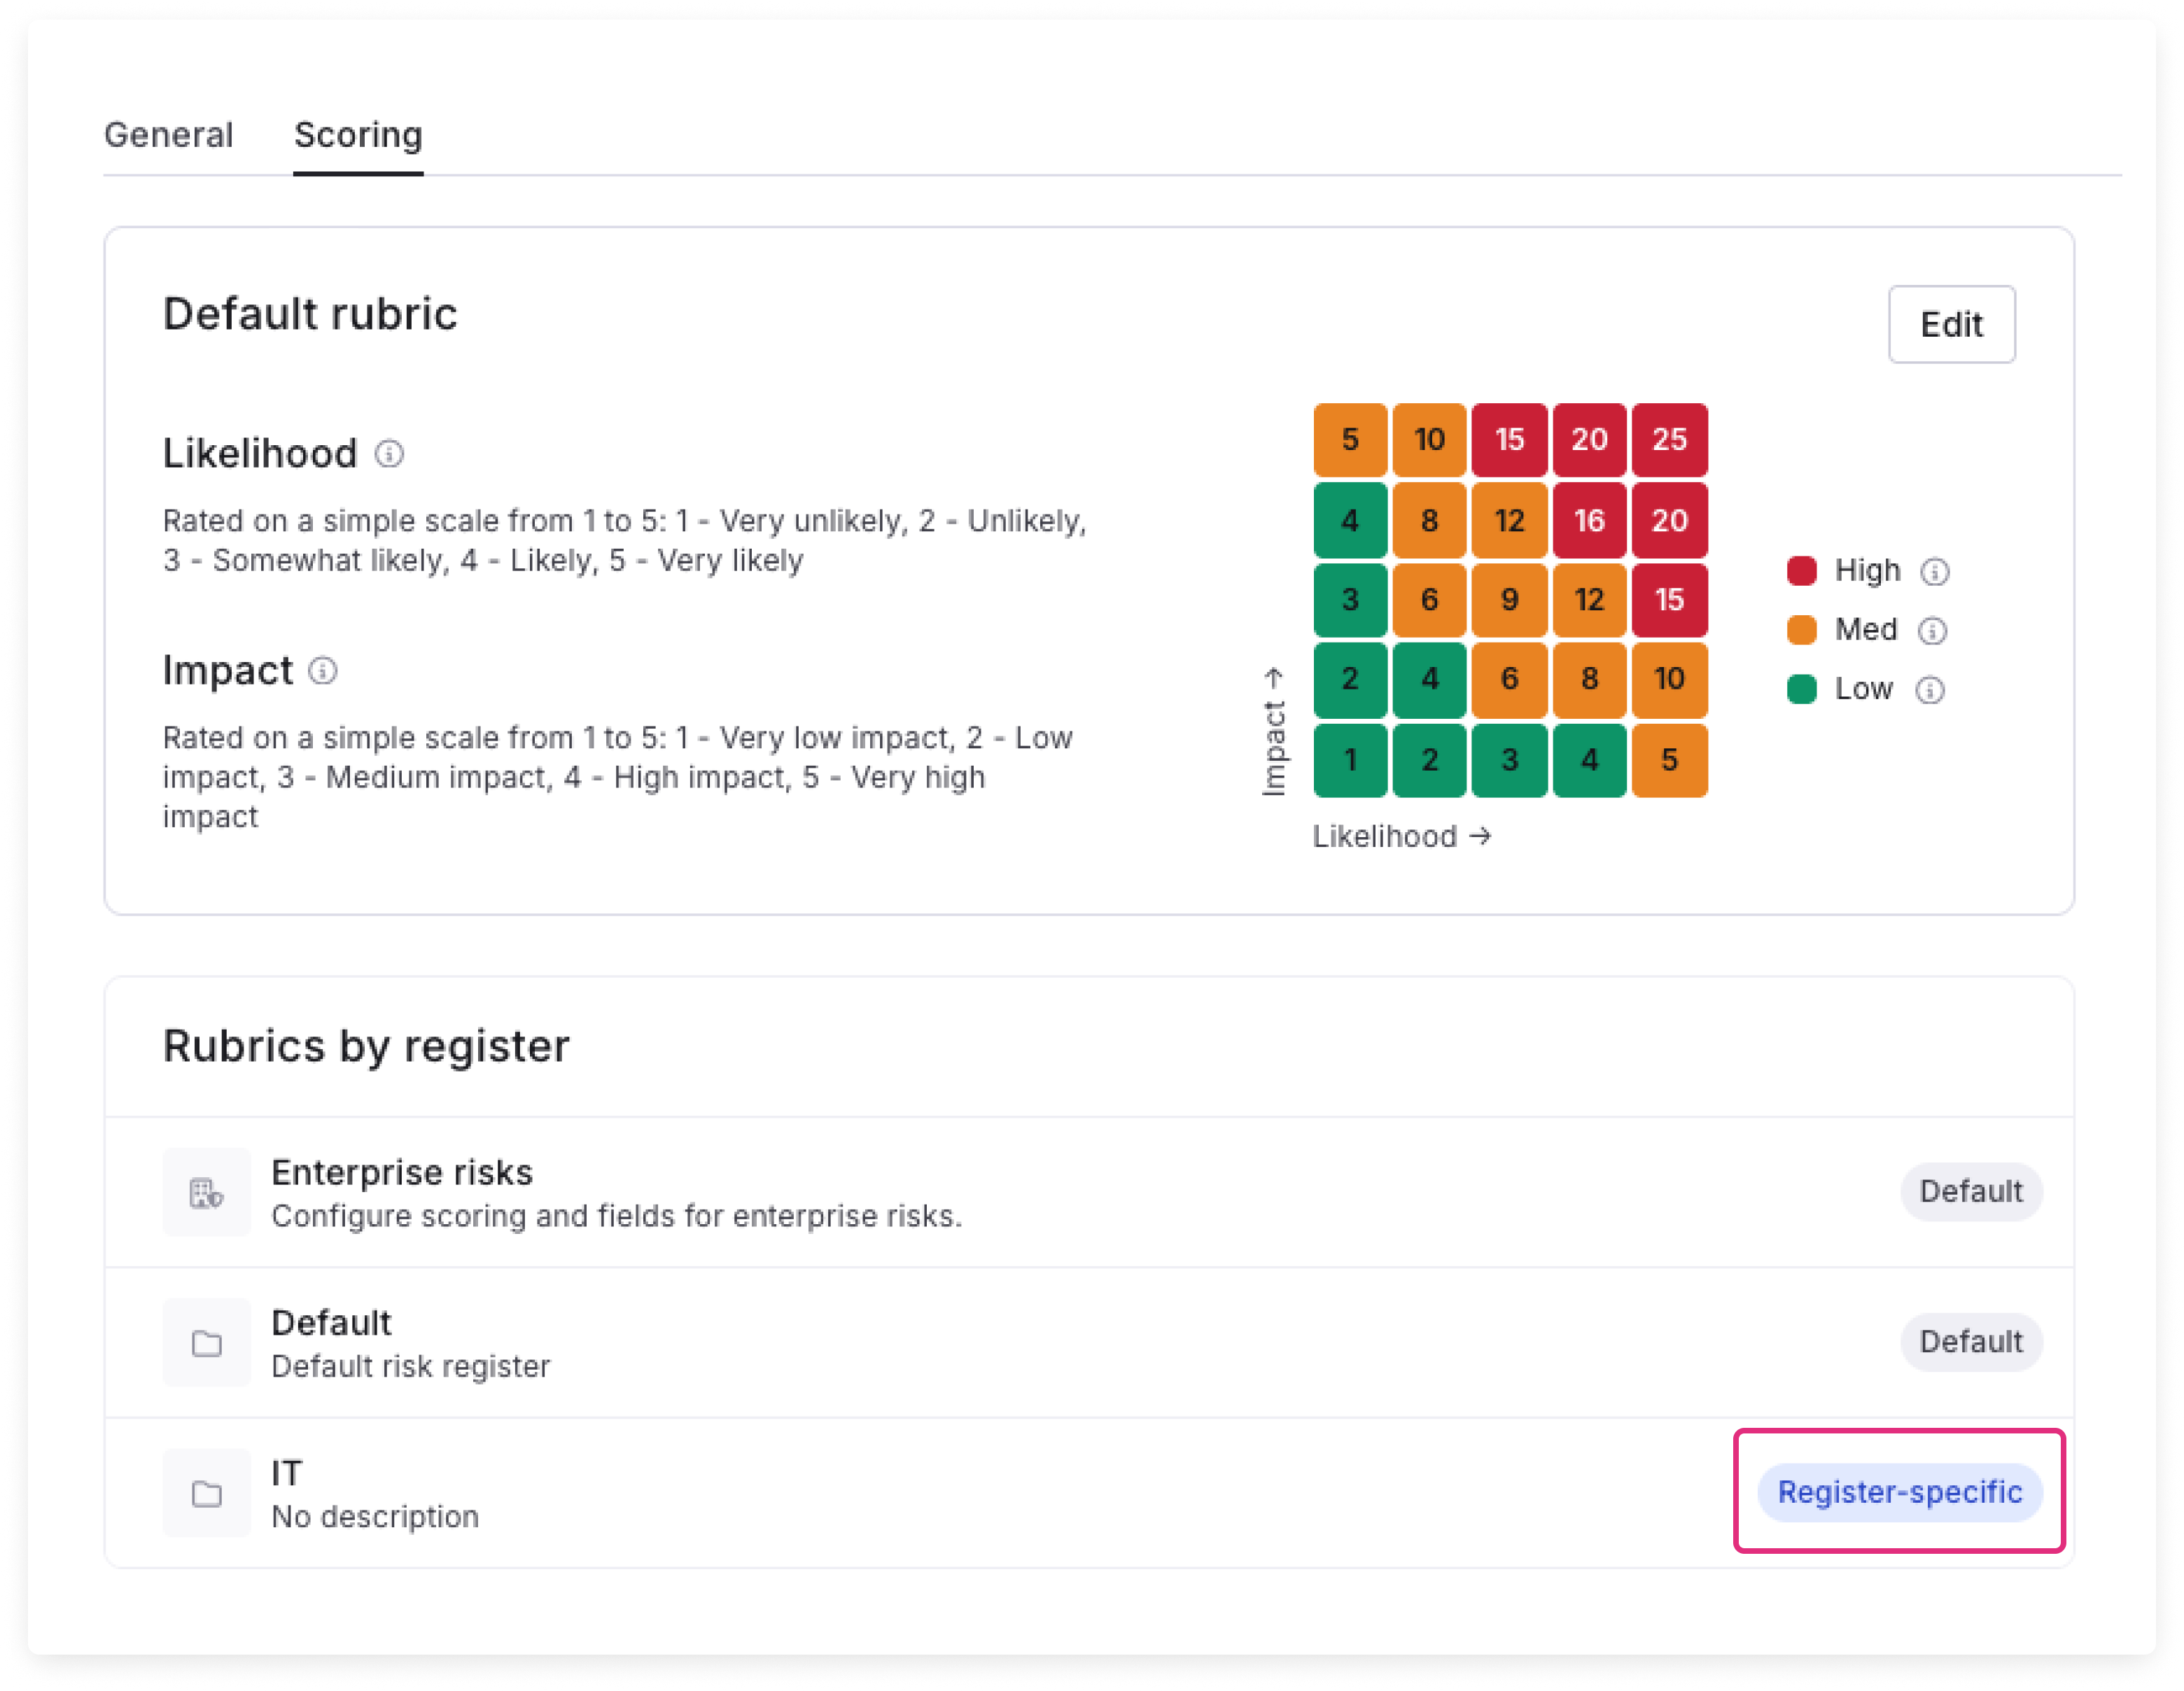 General Scoring
Default rubric
Edit
Likelihood
Rated on a simple scale from 1 to 5: 1 - Very unlikely, 2 - Unlikely,
3 - Somewhat likely, 4 - Likely, 5 - Very likely
Impact
Rated on a simple scale from 1 to 5: 1 - Very low impact, 2 - Low
impact, 3 - Medium impact, 4 - High impact, 5 - Very high
impact
5 10 15 20 25
4 8 12 16 20
3 6 9 12 15
2 4 6 8 10
1 2 3 4 5
Impact →
Likelihood →
High
Med
Low
Rubrics by register
Enterprise risks
Configure scoring and fields for enterprise risks.
Default
Default
Default risk register
Default
IT
No description
Register-specific